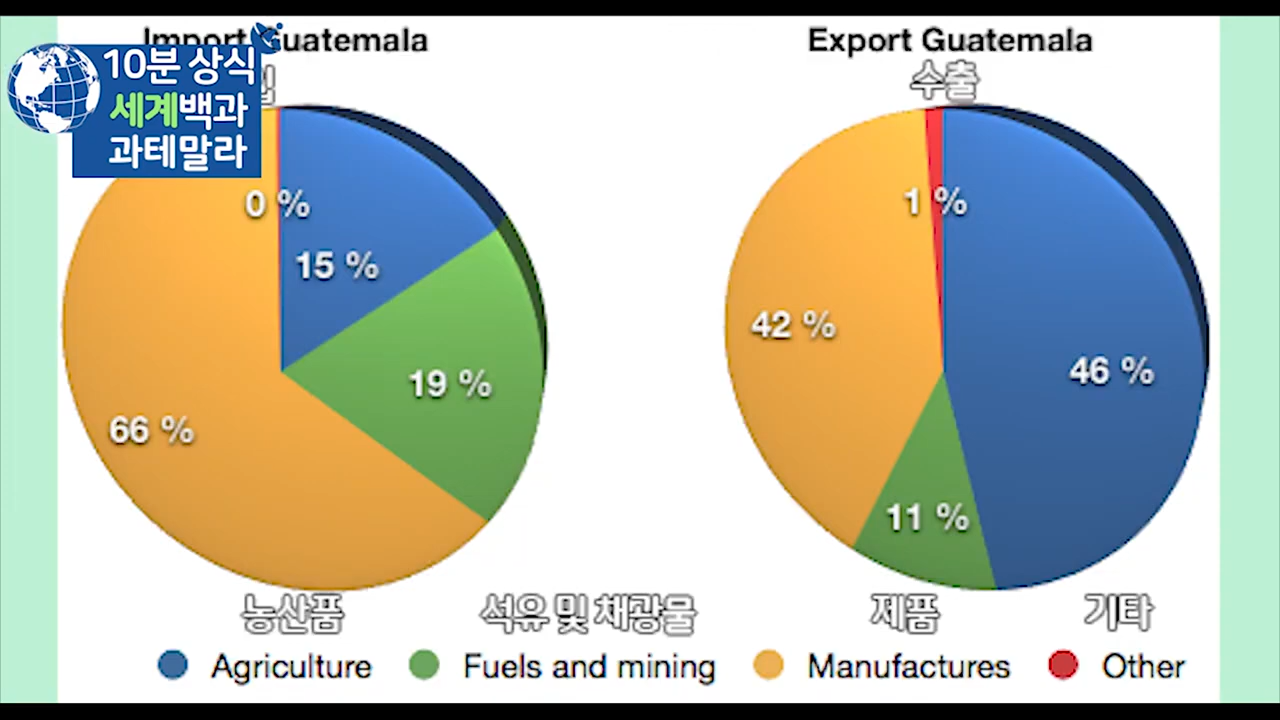 10분 상식
세계백과
과테말라
Import Guatemala
0 %
15 %
19 %
66 %
Export Guatemala
수출
1 %
42 %
46 %
11 %
농산품 석유 및 채광물 제품 기타
Agriculture Fuels and mining Manufactures Other